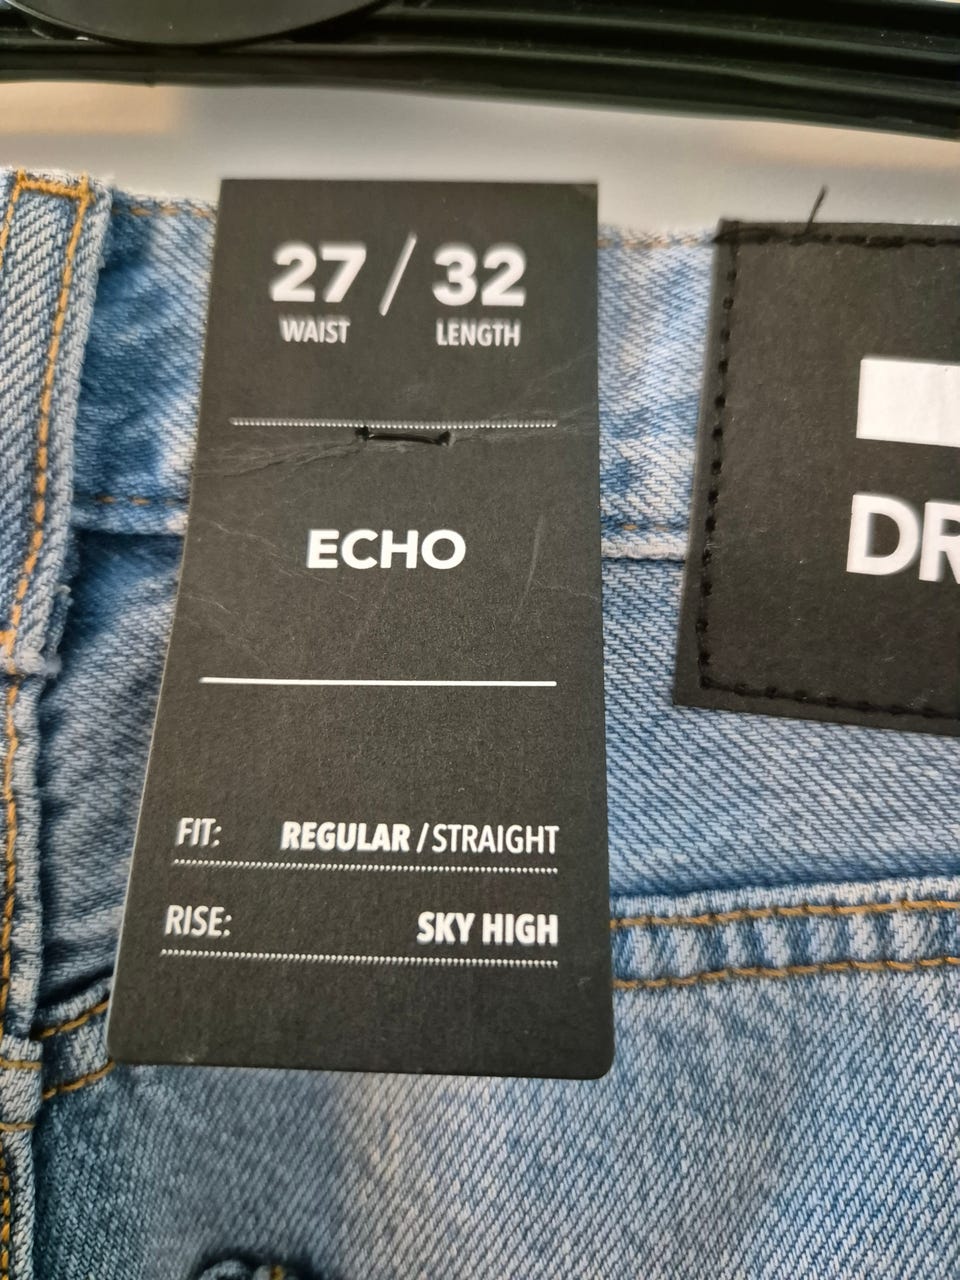 27 / 32
WAIST LENGTH
ECHO
FIT: REGULAR / STRAIGHT
RISE: SKY HIGH
DR